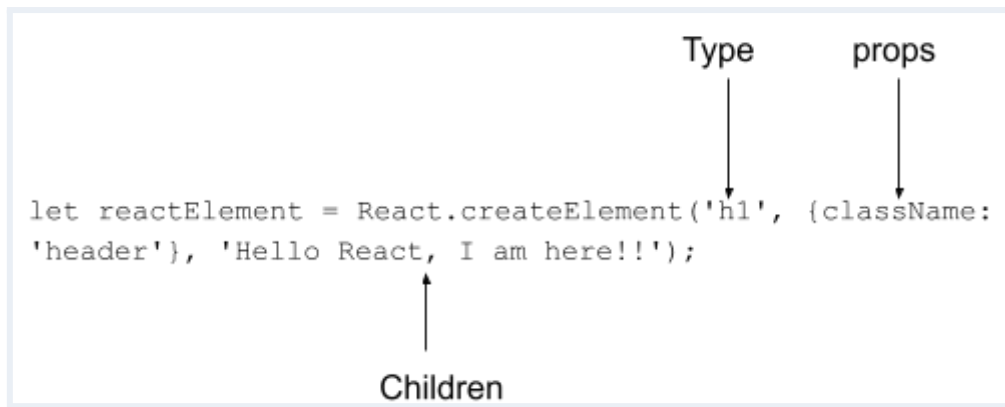 Type props
let reactElement = React.createElement('h1', {className:
'header'}, 'Hello React, I am here!!');
Children